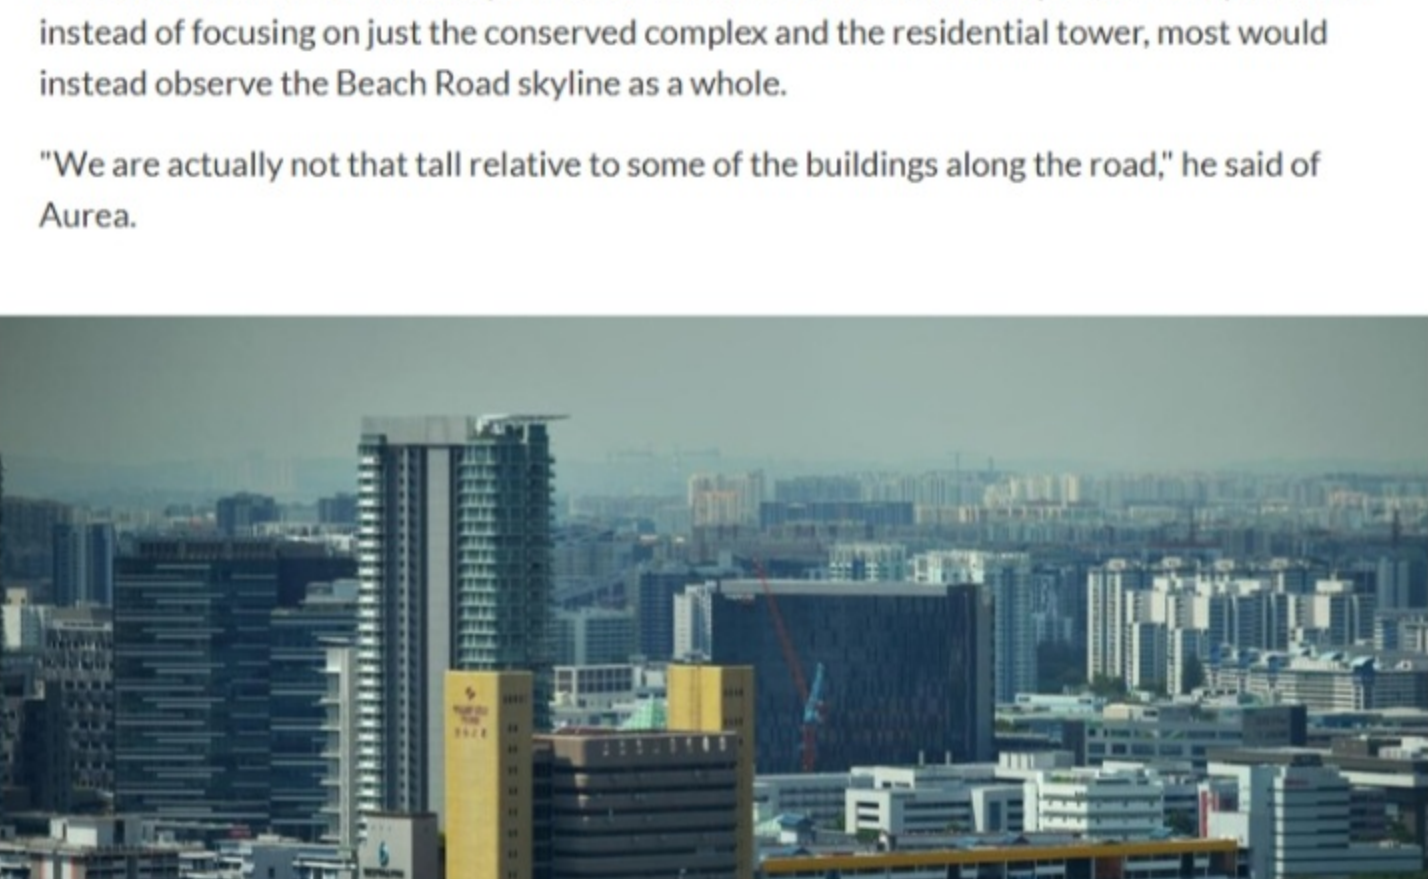 instead of focusing on just the conserved complex and the residential tower, most would
instead observe the Beach Road skyline as a whole.
"We are actually not that tall relative to some of the buildings along the road," he said of
Aurea.